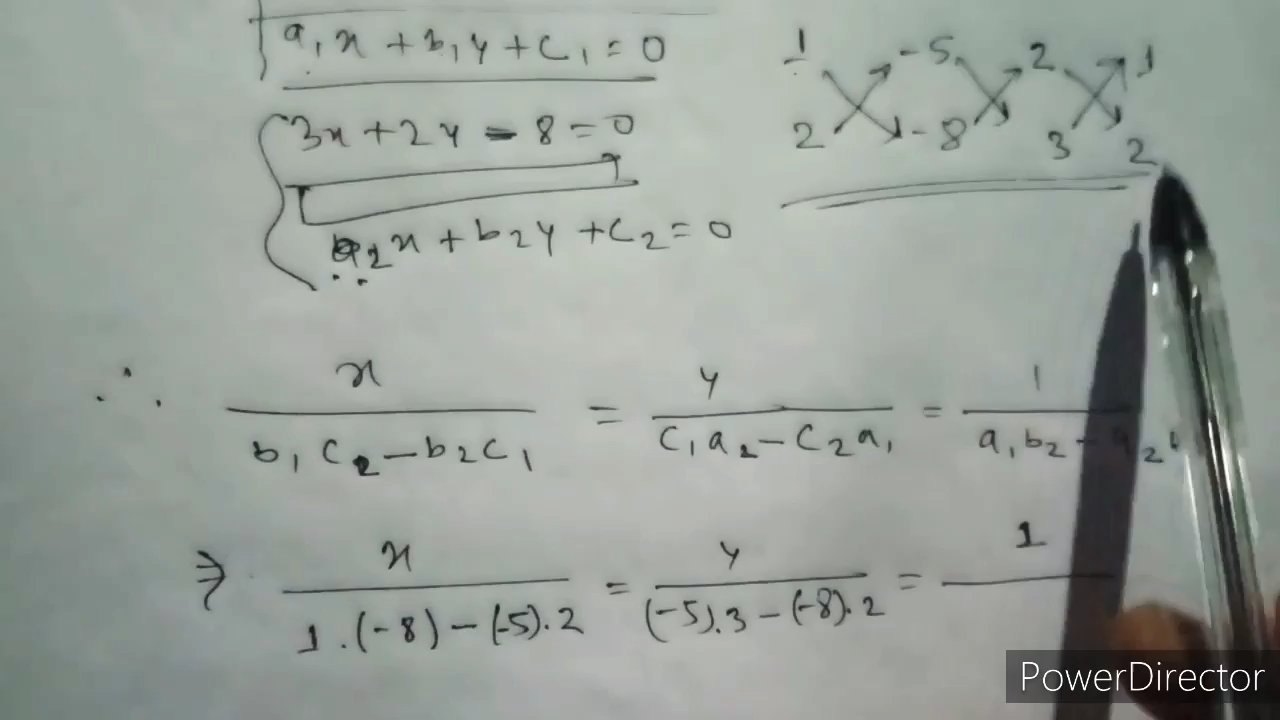 a₁x + b₁y + c₁ = 0
1 -5 2 1
3x + 2y - 8 = 0
2 -8 3 2
a₂x + b₂y + c₂ = 0
∴ x / (b₁c₂ - b₂c₁) = y / (c₁a₂ - c₂a₁) = 1 / (a₁b₂ - a₂
⇒ x / (1.(-8) - (-5).2) = y / ((-5).3 - (-8).2) = 1
PowerDirector